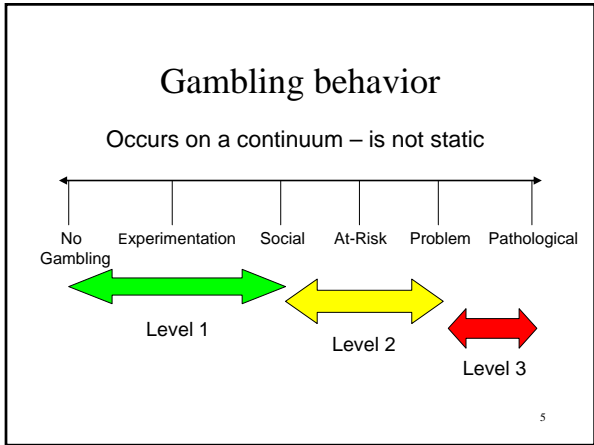 Gambling behavior
Occurs on a continuum – is not static
No Experimentation Social At-Risk Problem Pathological
Gambling
Level 1
Level 2
Level 3
5